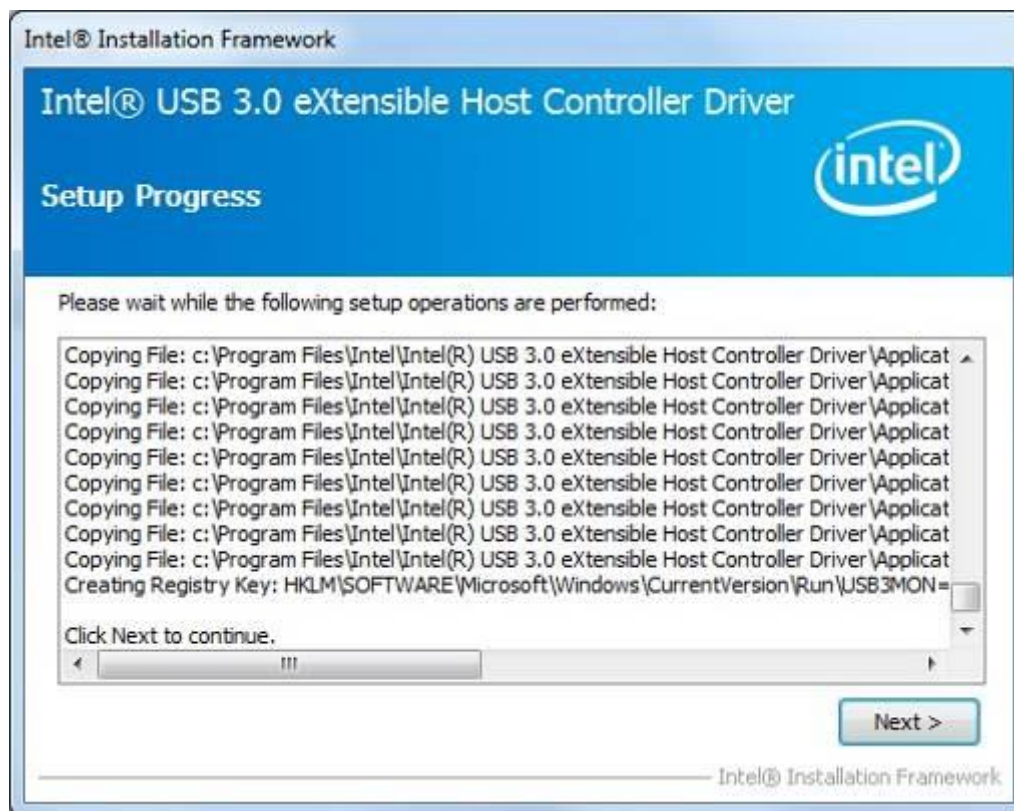 Intel® Installation Framework
Intel® USB 3.0 eXtensible Host Controller Driver
intel
Setup Progress
Please wait while the following setup operations are performed:
Copying File: c:\Program Files\Intel\Intel(R) USB 3.0 eXtensible Host Controller Driver\Applicat
Copying File: c:\Program Files\Intel\Intel(R) USB 3.0 eXtensible Host Controller Driver\Applicat
Copying File: c:\Program Files\Intel\Intel(R) USB 3.0 eXtensible Host Controller Driver\Applicat
Copying File: c:\Program Files\Intel\Intel(R) USB 3.0 eXtensible Host Controller Driver\Applicat
Copying File: c:\Program Files\Intel\Intel(R) USB 3.0 eXtensible Host Controller Driver\Applicat
Copying File: c:\Program Files\Intel\Intel(R) USB 3.0 eXtensible Host Controller Driver\Applicat
Copying File: c:\Program Files\Intel\Intel(R) USB 3.0 eXtensible Host Controller Driver\Applicat
Copying File: c:\Program Files\Intel\Intel(R) USB 3.0 eXtensible Host Controller Driver\Applicat
Copying File: c:\Program Files\Intel\Intel(R) USB 3.0 eXtensible Host Controller Driver\Applicat
Creating Registry Key: HKLM\SOFTWARE\Microsoft\Windows\CurrentVersion\Run\USB3MON=
Click Next to continue.
Next >
Intel® Installation Framework